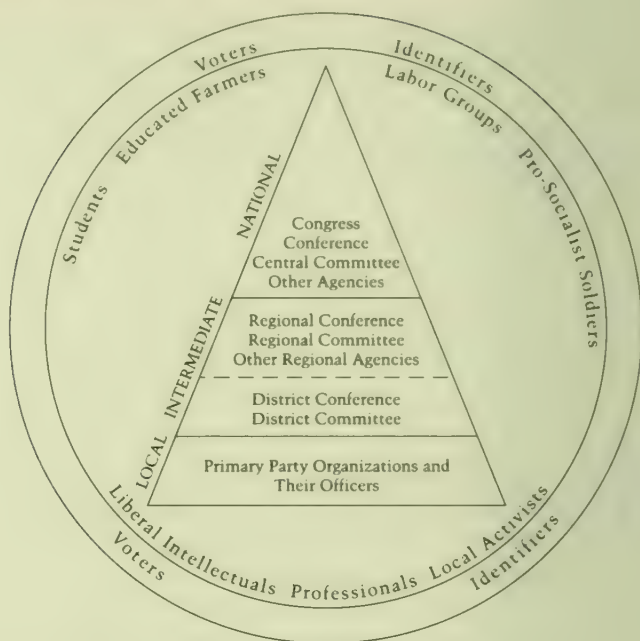 Voters
Identifiers
Students Educated Farmers
Labor Groups Pro-Socialist Soldiers
NATIONAL
Congress
Conference
Central Committee
Other Agencies
INTERMEDIATE
Regional Conference
Regional Committee
Other Regional Agencies
District Conference
District Committee
LOCAL
Primary Party Organizations and
Their Officers
Liberal Intellectuals Professionals Local Activists
Voters
Identifiers